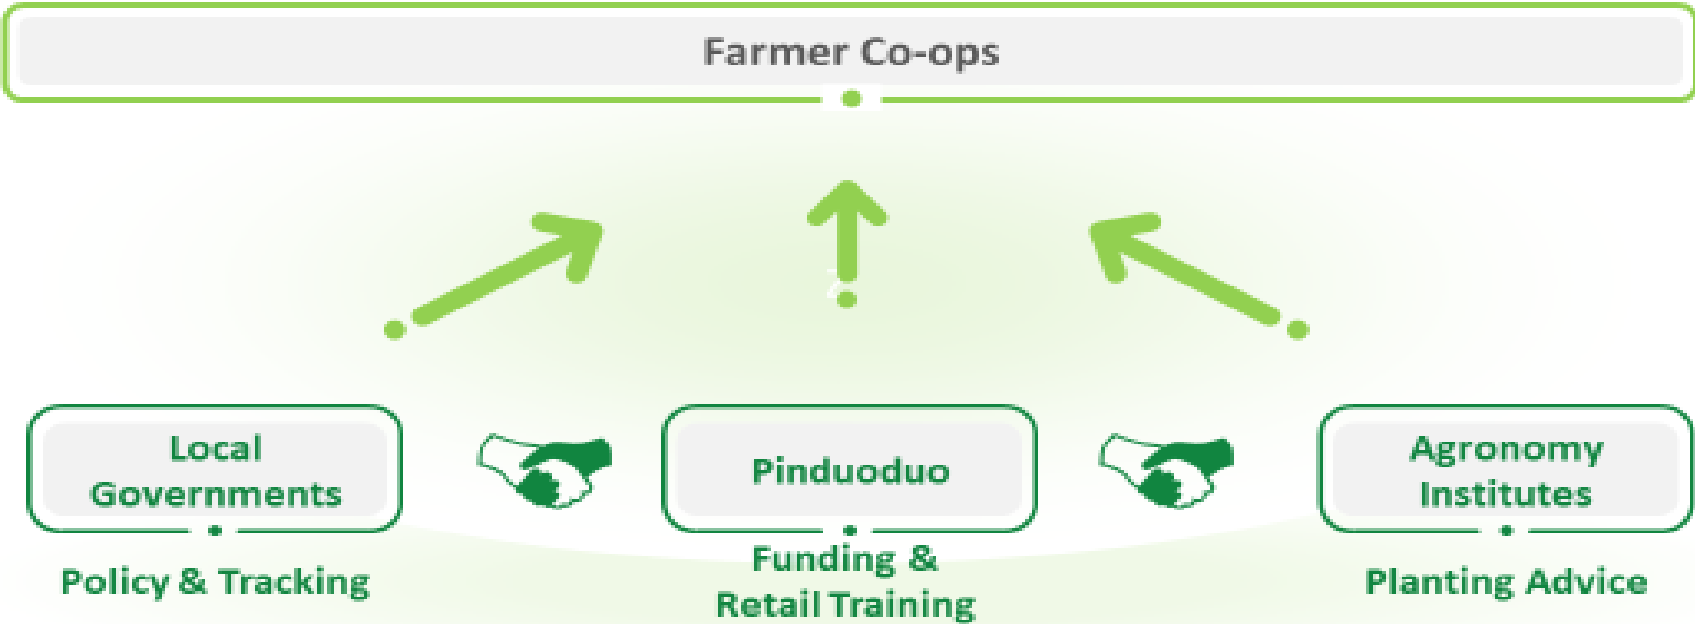 Farmer Co-ops
Local
Governments
Pinduoduo
Agronomy
Institutes
Policy & Tracking
Funding &
Retail Training
Planting Advice